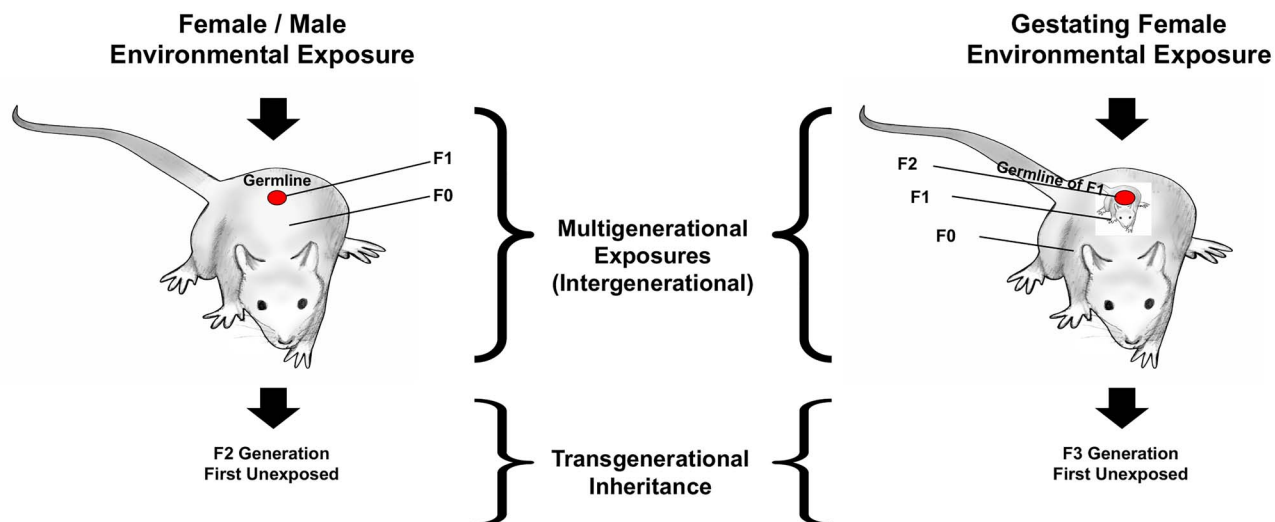 Female / Male
Environmental Exposure
Germline
F1
F0
F2 Generation
First Unexposed
Multigenerational
Exposures
(Intergenerational)
Transgenerational
Inheritance
Gestating Female
Environmental Exposure
F2
Germline of F1
F1
F0
F3 Generation
First Unexposed